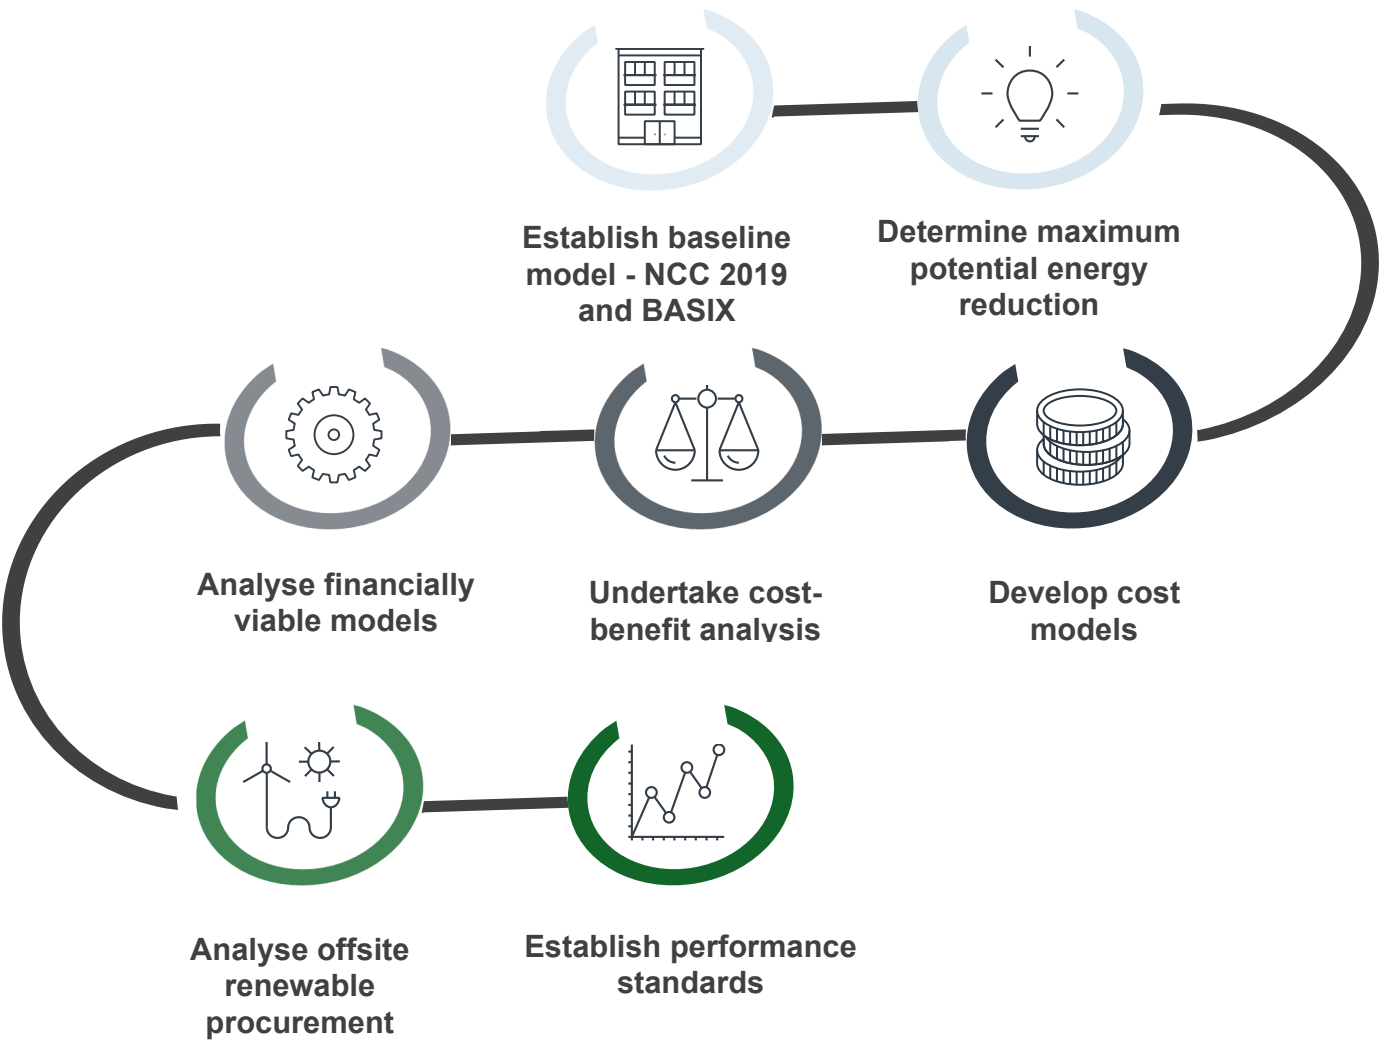 Establish baseline
model - NCC 2019
and BASIX
Determine maximum
potential energy
reduction
Develop cost
models
Undertake cost-
benefit analysis
Analyse financially
viable models
Analyse offsite
renewable
procurement
Establish performance
standards